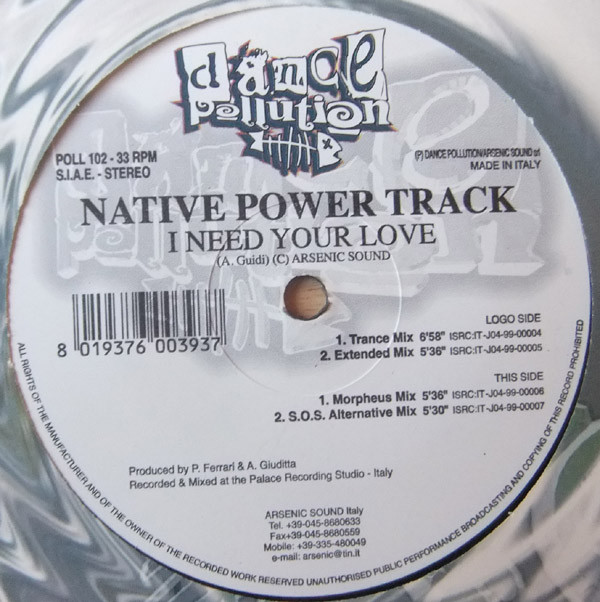 dance
pollution
POLL 102 - 33 RPM
S.I.A.E. - STEREO
(P) DANCE POLLUTION/ARSENIC SOUND srl
MADE IN ITALY
NATIVE POWER TRACK
I NEED YOUR LOVE
(A. Guidi) (C) ARSENIC SOUND
8 019376 003937
LOGO SIDE
1. Trance Mix 6'58" ISRC:IT-J04-99-00004
2. Extended Mix 5'36" ISRC:IT-J04-99-00005
THIS SIDE
1. Morpheus Mix 5'36" ISRC:IT-J04-99-00006
2. S.O.S. Alternative Mix 5'30" ISRC:IT-J04-99-00007
Produced by P. Ferrari & A. Giuditta
Recorded & Mixed at the Palace Recording Studio - Italy
ARSENIC SOUND Italy
Tel. +39-045-8680633
Fax+39-045-8680559
Mobile: +39-335-480049
e-mail: arsenic@tin.it
ALL RIGHTS OF THE MANUFACTURER AND OF THE OWNER OF THE RECORDED WORK RESERVED UNAUTHORISED PUBLIC PERFORMANCE BROADCASTING AND COPYING OF THIS RECORD PROHIBITED